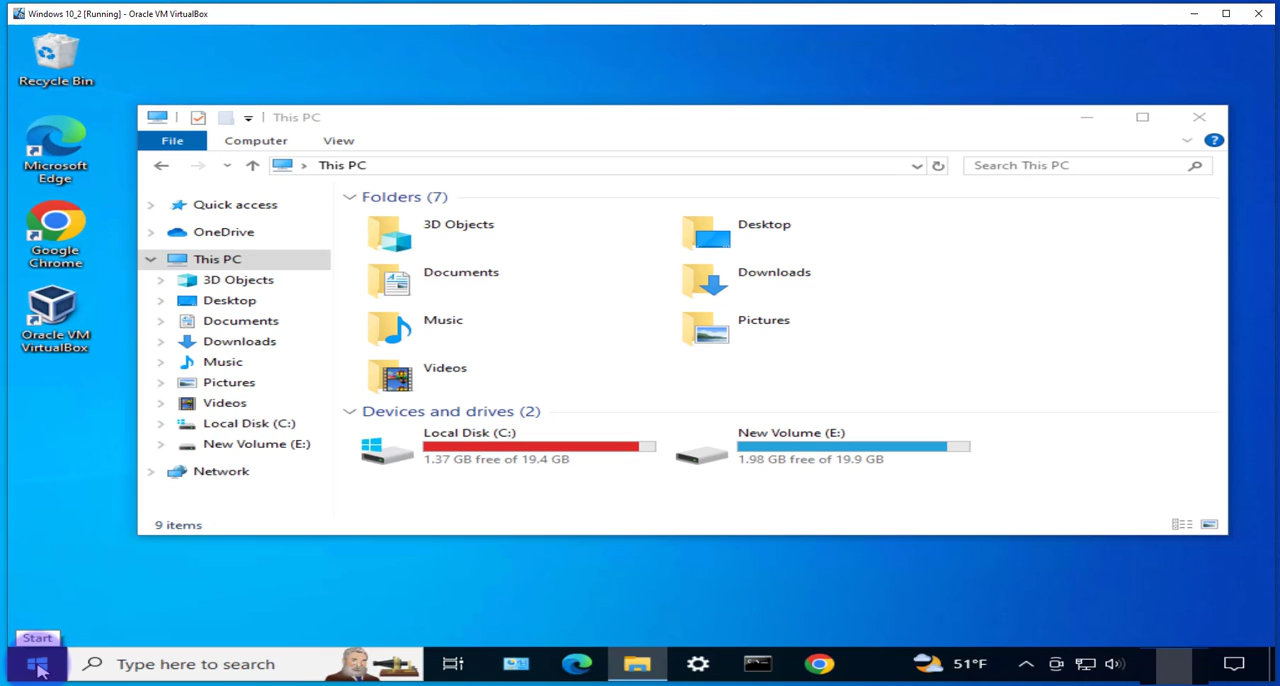 Windows 10_2 [Running] - Oracle VM VirtualBox
Recycle Bin
Microsoft
Edge
Google
Chrome
Oracle VM
VirtualBox
This PC
File
Computer
View
This PC
Search This PC
Quick access
OneDrive
This PC
3D Objects
Desktop
Documents
Downloads
Music
Pictures
Videos
Local Disk (C:)
New Volume (E:)
Network
Folders (7)
3D Objects
Desktop
Documents
Downloads
Music
Pictures
Videos
Devices and drives (2)
Local Disk (C:)
1.37 GB free of 19.4 GB
New Volume (E:)
1.98 GB free of 19.9 GB
9 items
Start
Type here to search
51°F